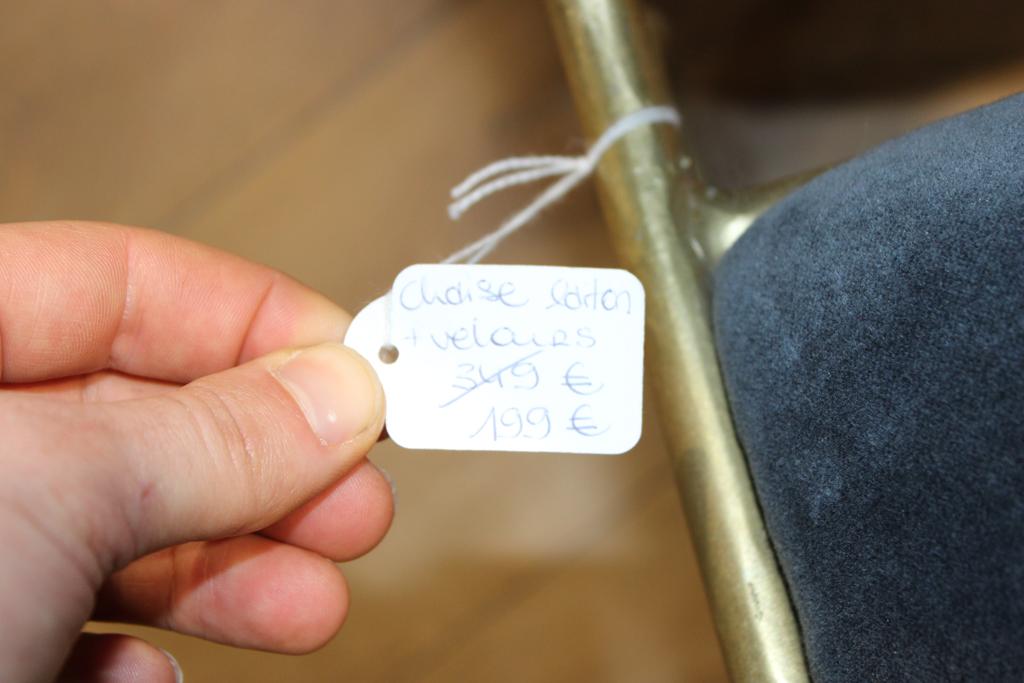 chaise laiton
+ velours
349 €
199 €